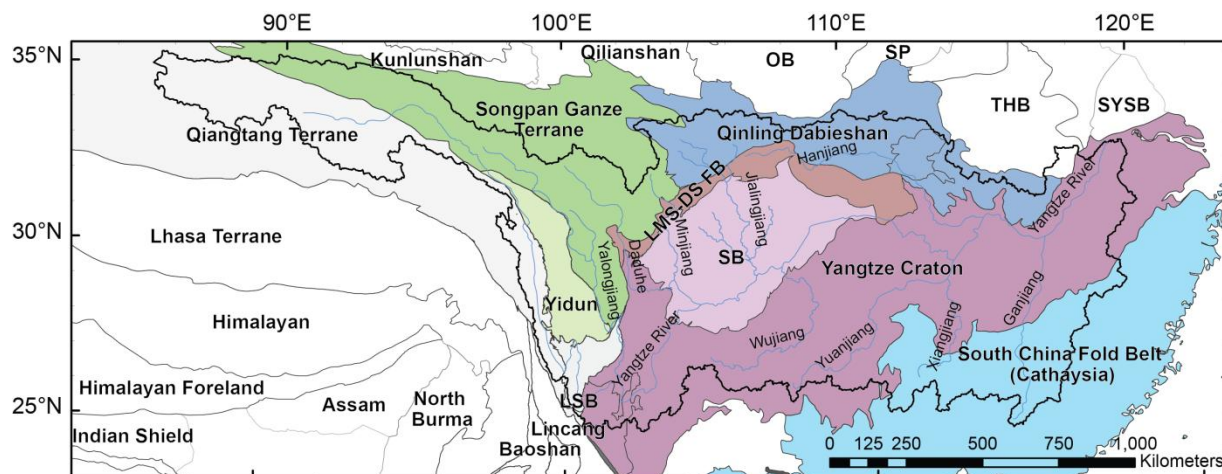 90°E 100°E 110°E 120°E
35°N
30°N
25°N
Kunlunshan
Qilianshan
OB
SP
THB
SYSB
Songpan Ganze
Terrane
Qiangtang Terrane
Qinling Dabieshan
Hanjiang
LMS-DS FB
Jjalingjiang
Minjiang
Daduhe
Yalongjiang
Yangtze River
Lhasa Terrane
SB
Yangtze Craton
Ganjiang
Yidun
Himalayan
Yangtze River
Wujiang
Yuanjiang
Xiangjiang
South China Fold Belt
(Cathaysia)
Himalayan Foreland
Assam
North
Burma
LSB
Lincang
Baoshan
Indian Shield
0 125 250 500 750 1,000
Kilometers